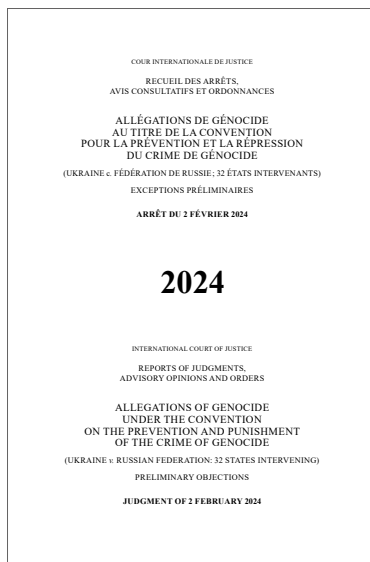 COUR INTERNATIONALE DE JUSTICE
RECUEIL DES ARRÊTS,
AVIS CONSULTATIFS ET ORDONNANCES
ALLÉGATIONS DE GÉNOCIDE
AU TITRE DE LA CONVENTION
POUR LA PRÉVENTION ET LA RÉPRESSION
DU CRIME DE GÉNOCIDE
(UKRAINE c. FÉDÉRATION DE RUSSIE ; 32 ÉTATS INTERVENANTS)
EXCEPTIONS PRÉLIMINAIRES
ARRÊT DU 2 FÉVRIER 2024
2024
INTERNATIONAL COURT OF JUSTICE
REPORTS OF JUDGMENTS,
ADVISORY OPINIONS AND ORDERS
ALLEGATIONS OF GENOCIDE
UNDER THE CONVENTION
ON THE PREVENTION AND PUNISHMENT
OF THE CRIME OF GENOCIDE
(UKRAINE v. RUSSIAN FEDERATION: 32 STATES INTERVENING)
PRELIMINARY OBJECTIONS
JUDGMENT OF 2 FEBRUARY 2024